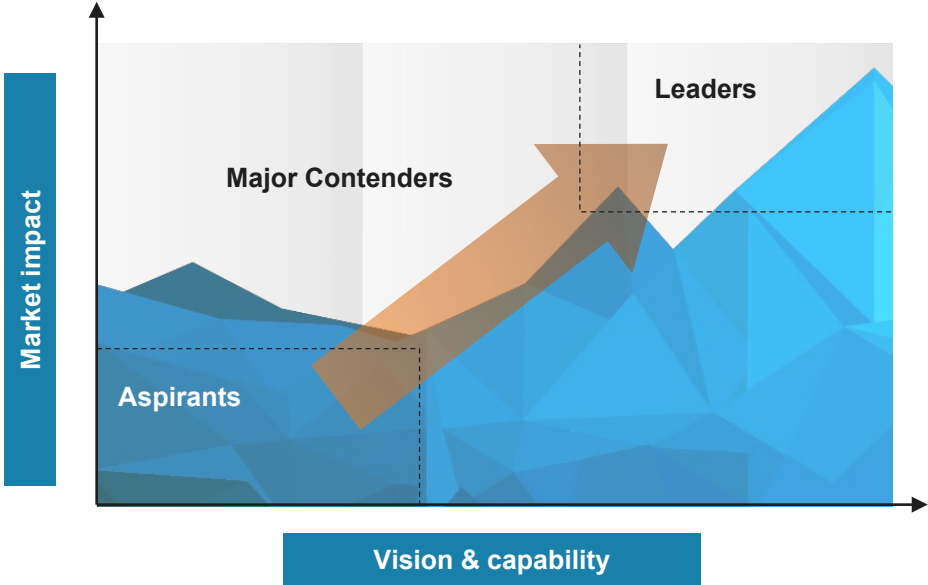 Leaders
Major Contenders
Market impact
Aspirants
Vision & capability